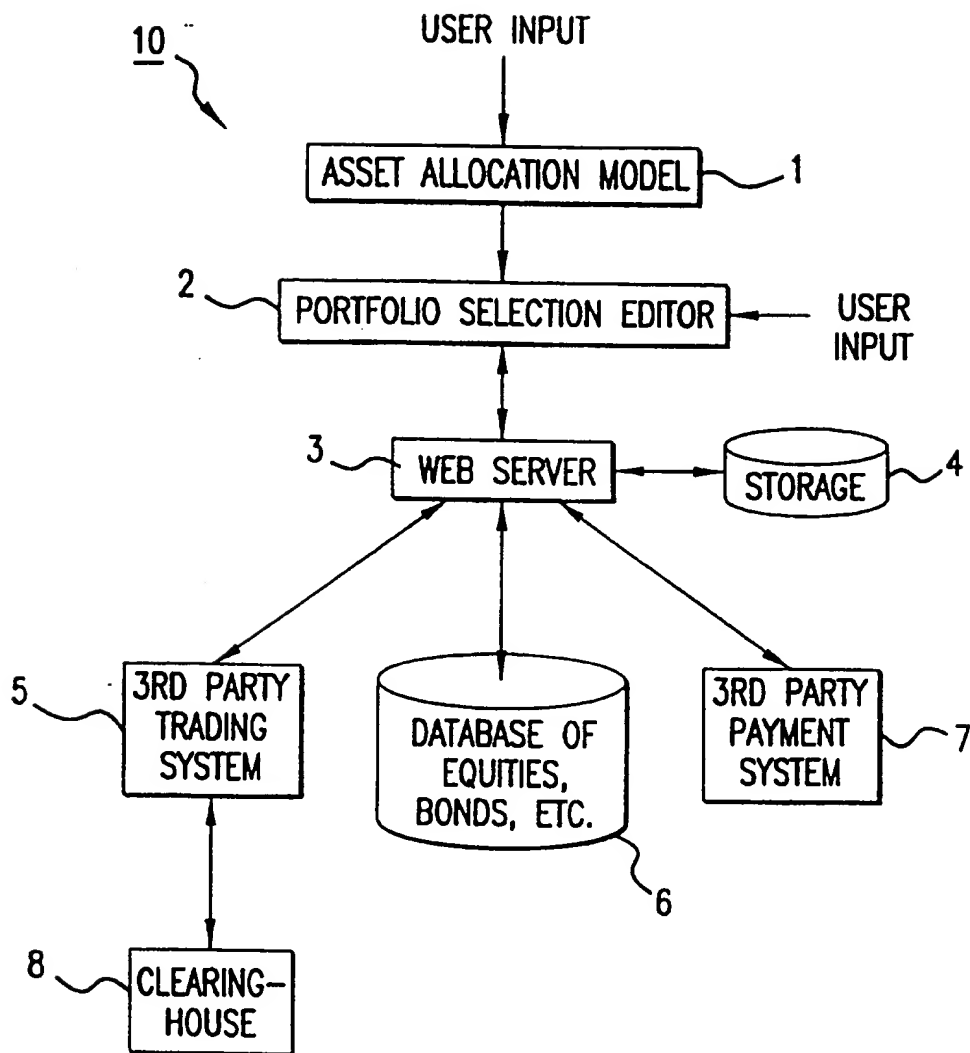 10
USER INPUT
ASSET ALLOCATION MODEL
1
2
PORTFOLIO SELECTION EDITOR
USER
INPUT
3
WEB SERVER
STORAGE
4
5
3RD PARTY
TRADING
SYSTEM
DATABASE OF
EQUITIES,
BONDS, ETC.
6
3RD PARTY
PAYMENT
SYSTEM
7
8
CLEARING-
HOUSE